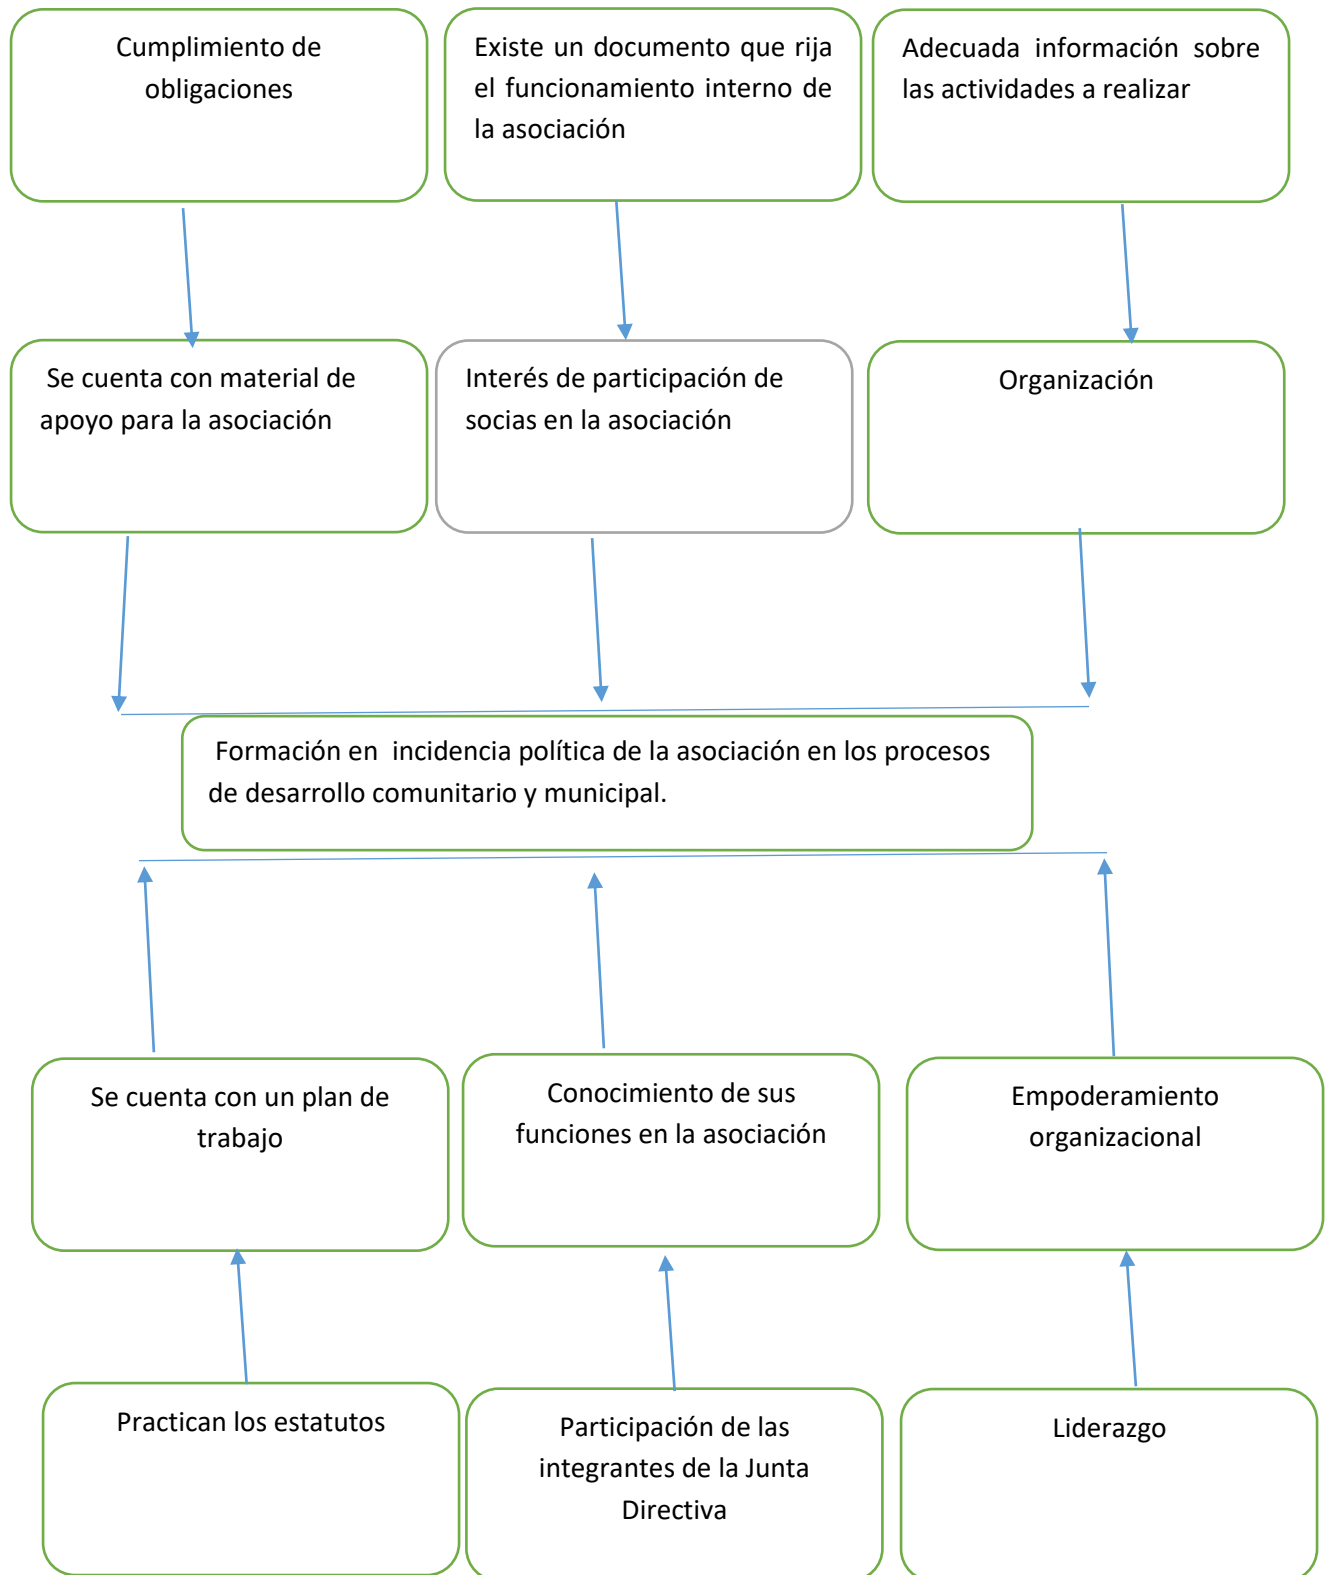 Cumplimiento de
obligaciones
Existe un documento que rija
el funcionamiento interno de
la asociación
Adecuada información sobre
las actividades a realizar
Se cuenta con material de
apoyo para la asociación
Interés de participación de
socias en la asociación
Organización
Formación en incidencia política de la asociación en los procesos
de desarrollo comunitario y municipal.
Se cuenta con un plan de
trabajo
Conocimiento de sus
funciones en la asociación
Empoderamiento
organizacional
Practican los estatutos
Participación de las
integrantes de la Junta
Directiva
Liderazgo